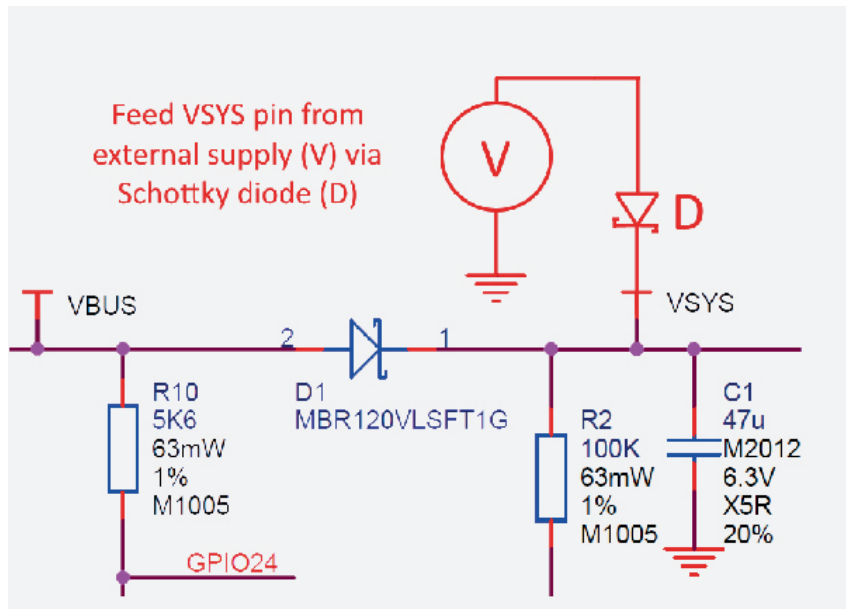 Feed VSYS pin from
external supply (V) via
Schottky diode (D)
V
D
VBUS
VSYS
2
1
R10
5K6
63mW
1%
M1005
D1
MBR120VLSFT1G
R2
100K
63mW
1%
M1005
C1
47u
M2012
6.3V
X5R
20%
GPIO24